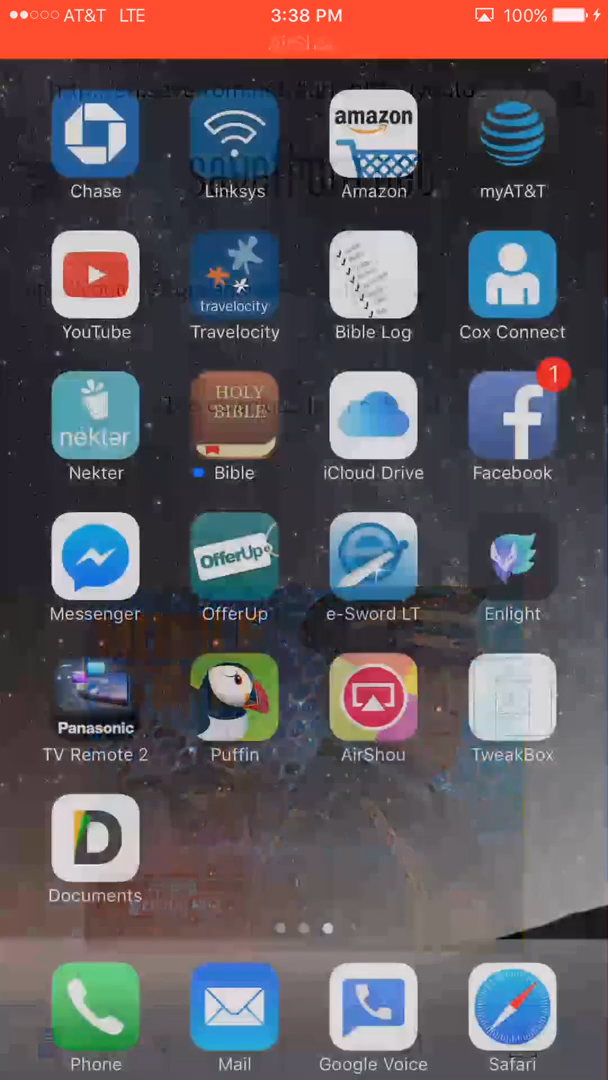 AT&T LTE 3:38 PM 100%
AirShou
amazon
Chase Linksys Amazon myAT&T
travelocity
YouTube Travelocity Bible Log Cox Connect
1
HOLY
BIBLE
nékter
Nekter Bible iCloud Drive Facebook
OfferUp
Messenger OfferUp e-Sword LT Enlight
Panasonic
TV Remote 2 Puffin AirShou TweakBox
D
Documents
Phone Mail Google Voice Safari